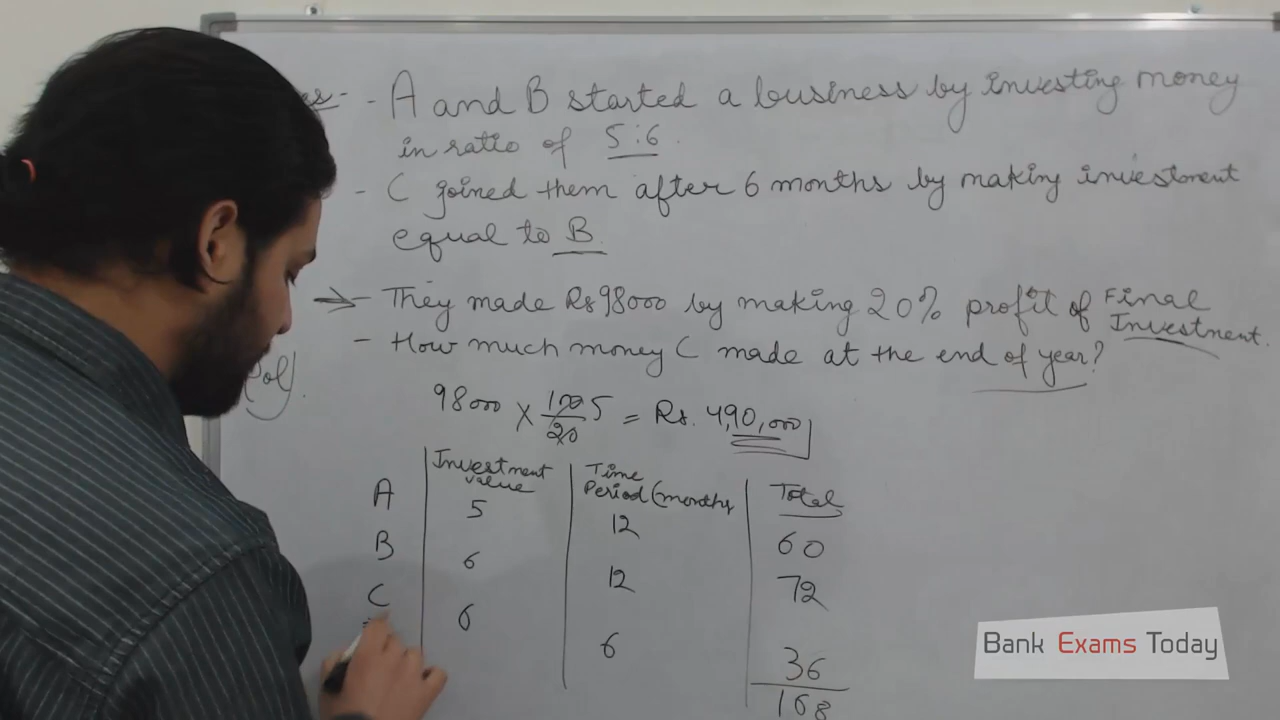 - A and B started a business by investing money
in ratio of 5:6.
- C joined them after 6 months by making investment
equal to B.
→ - They made Rs 98000 by making 20% profit of Final
Investment.
- How much money C made at the end of year?
98000 × 100/20 5 = Rs. 490,000
Investment value Time Period (months Total
A 5 12 60
B 6 12 72
C 6 6 36
168
Bank Exams Today